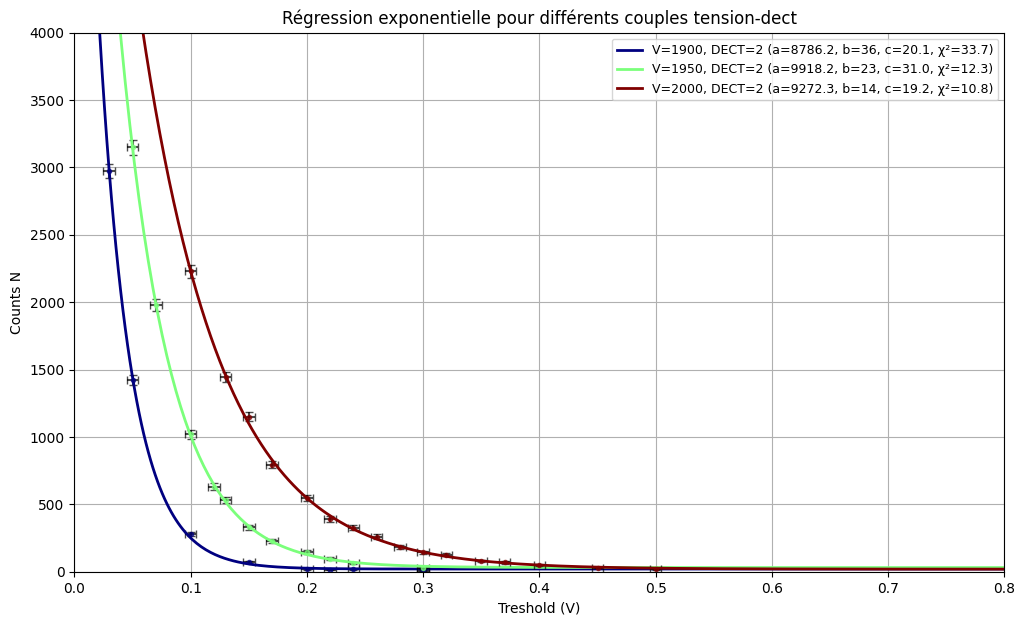 Régression exponentielle pour différents couples tension-dect
V=1900, DECT=2 (a=8786.2, b=36, c=20.1, χ²=33.7)
V=1950, DECT=2 (a=9918.2, b=23, c=31.0, χ²=12.3)
V=2000, DECT=2 (a=9272.3, b=14, c=19.2, χ²=10.8)
4000
3500
3000
2500
2000
1500
1000
500
0
Counts N
0.0 0.1 0.2 0.3 0.4 0.5 0.6 0.7 0.8
Treshold (V)